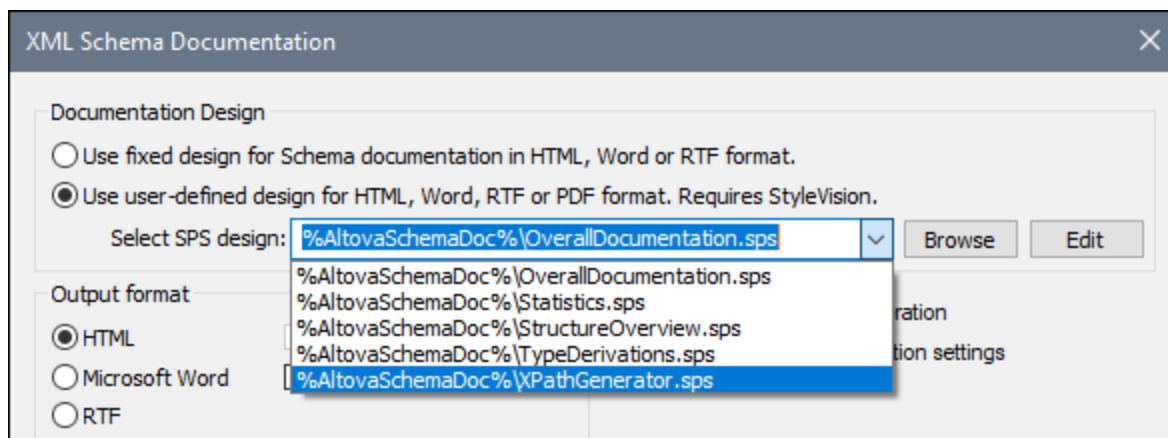 XML Schema Documentation
Documentation Design
Use fixed design for Schema documentation in HTML, Word or RTF format.
Use user-defined design for HTML, Word, RTF or PDF format. Requires StyleVision.
Select SPS design: %AltovaSchemaDoc%\OverallDocumentation.sps Browse Edit
%AltovaSchemaDoc%\OverallDocumentation.sps
%AltovaSchemaDoc%\Statistics.sps
%AltovaSchemaDoc%\StructureOverview.sps
%AltovaSchemaDoc%\TypeDerivations.sps
%AltovaSchemaDoc%\XPathGenerator.sps
Output format
HTML
Microsoft Word
RTF
settings